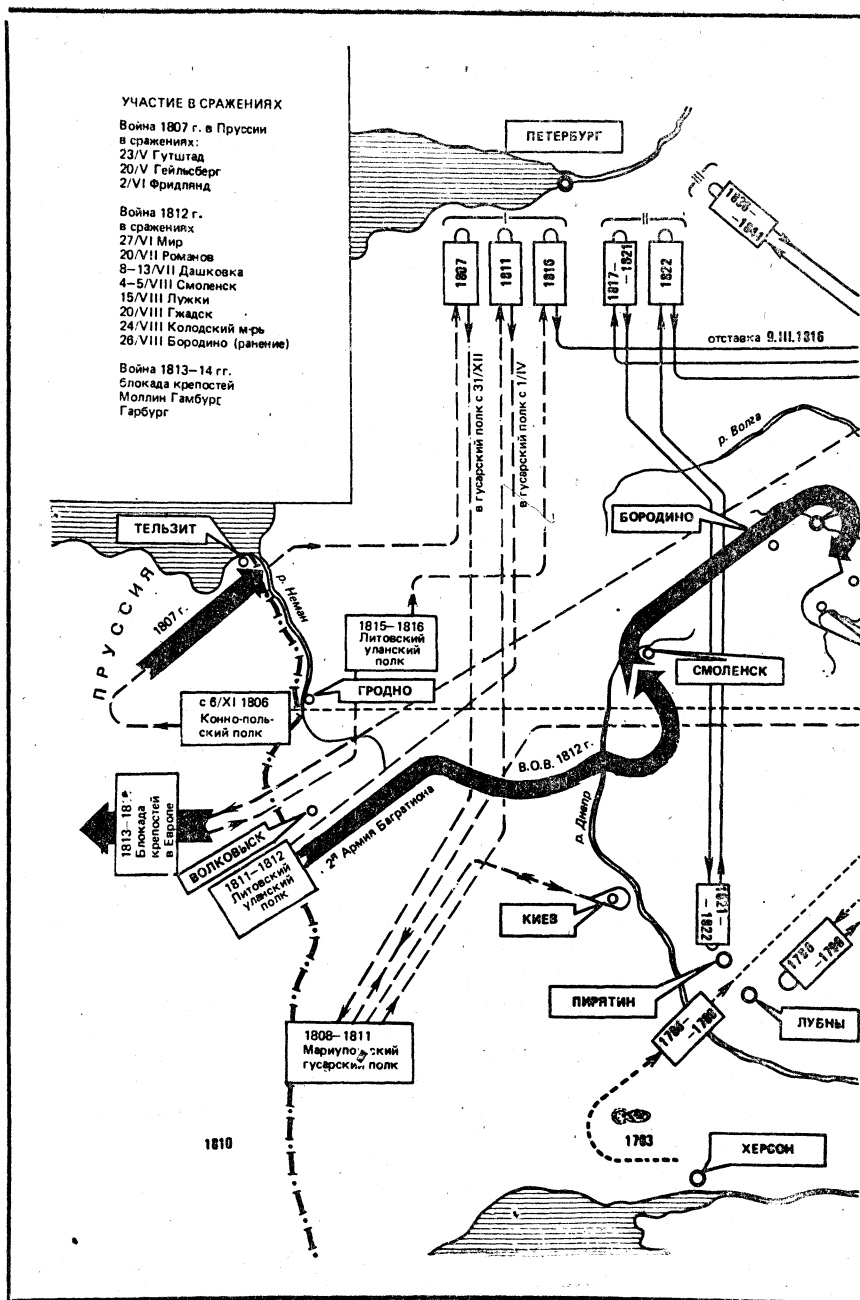 УЧАСТИЕ В СРАЖЕНИЯХ
Война 1807 г. в Пруссии
в сражениях:
23/V Гутштад
20/V Гейльсберг
2/VI Фридлянд
Война 1812 г.
в сражениях
27/VI Мир
20/VII Романов
8–13/VII Дашковка
4–5/VIII Смоленск
15/VIII Лужки
20/VIII Гжадск
24/VIII Колодский м-рь
26/VIII Бородино (ранение)
Война 1813–14 гг.
блокада крепостей
Моллин Гамбург
Гарбург
ПЕТЕРБУРГ
I
II
III
1807
1811
1816
1817–
–1821
1822
–1841
отставка 9.III.1816
в гусарский полк с 31/XII
в гусарский полк с 1/IV
р. Волга
БОРОДИНО
ТЕЛЬЗИТ
р. Неман
ПРУССИЯ
1807 г.
1815–1816
Литовский
уланский
полк
СМОЛЕНСК
ГРОДНО
с 6/XI 1806
Конно-поль-
ский полк
В.О.В. 1812 г.
р. Днепр
Блокада
крепостей
в Европе
ВОЛКОВЫСК
2я Армия Багратиона
1811–1812
Литовский
уланский
полк
КИЕВ
1821–
–1822
ПИРЯТИН
ЛУБНЫ
1808–1811
гусарский полк
1810
1783
ХЕРСОН